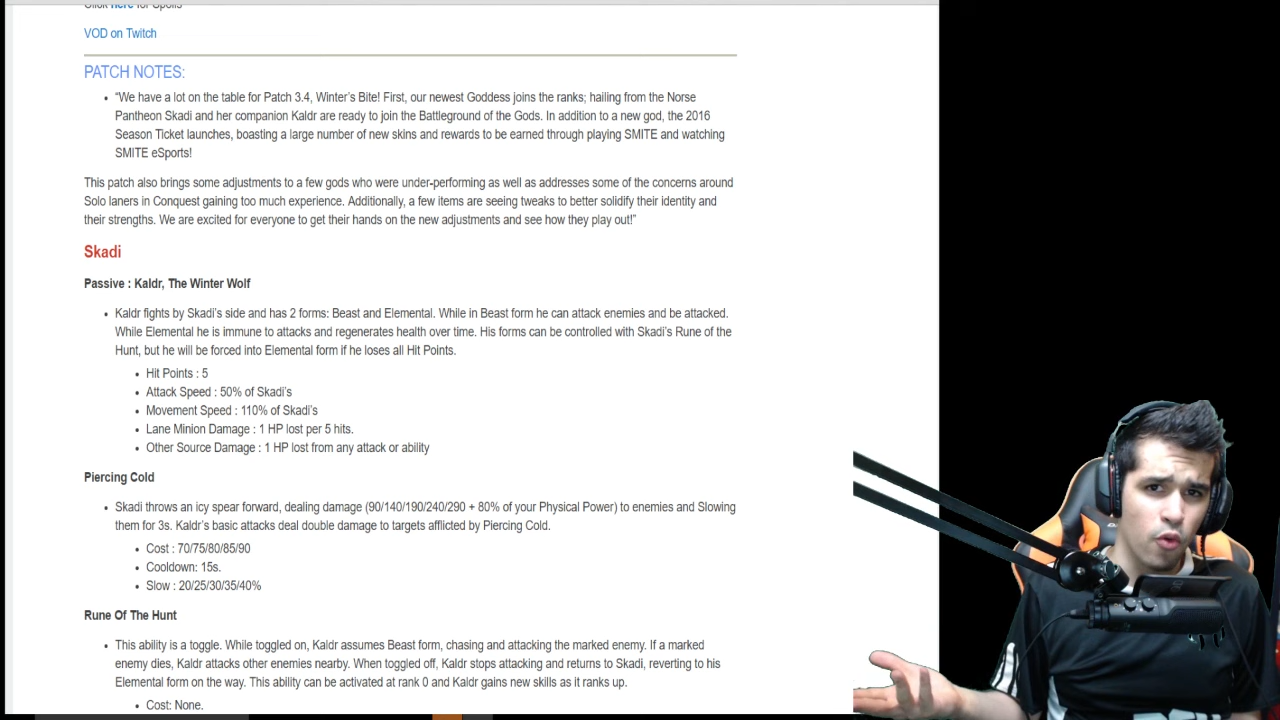 Click here for Spoils
VOD on Twitch
PATCH NOTES:
• “We have a lot on the table for Patch 3.4, Winter’s Bite! First, our newest Goddess joins the ranks; hailing from the Norse
Pantheon Skadi and her companion Kaldr are ready to join the Battleground of the Gods. In addition to a new god, the 2016
Season Ticket launches, boasting a large number of new skins and rewards to be earned through playing SMITE and watching
SMITE eSports!
This patch also brings some adjustments to a few gods who were under-performing as well as addresses some of the concerns around
Solo laners in Conquest gaining too much experience. Additionally, a few items are seeing tweaks to better solidify their identity and
their strengths. We are excited for everyone to get their hands on the new adjustments and see how they play out!”
Skadi
Passive : Kaldr, The Winter Wolf
• Kaldr fights by Skadi’s side and has 2 forms: Beast and Elemental. While in Beast form he can attack enemies and be attacked.
While Elemental he is immune to attacks and regenerates health over time. His forms can be controlled with Skadi’s Rune of the
Hunt, but he will be forced into Elemental form if he loses all Hit Points.
• Hit Points : 5
• Attack Speed : 50% of Skadi’s
• Movement Speed : 110% of Skadi’s
• Lane Minion Damage : 1 HP lost per 5 hits.
• Other Source Damage : 1 HP lost from any attack or ability
Piercing Cold
• Skadi throws an icy spear forward, dealing damage (90/140/190/240/290 + 80% of your Physical Power) to enemies and Slowing
them for 3s. Kaldr’s basic attacks deal double damage to targets afflicted by Piercing Cold.
• Cost : 70/75/80/85/90
• Cooldown: 15s.
• Slow : 20/25/30/35/40%
Rune Of The Hunt
• This ability is a toggle. While toggled on, Kaldr assumes Beast form, chasing and attacking the marked enemy. If a marked
enemy dies, Kaldr attacks other enemies nearby. When toggled off, Kaldr stops attacking and returns to Skadi, reverting to his
Elemental form on the way. This ability can be activated at rank 0 and Kaldr gains new skills as it ranks up.
• Cost: None.